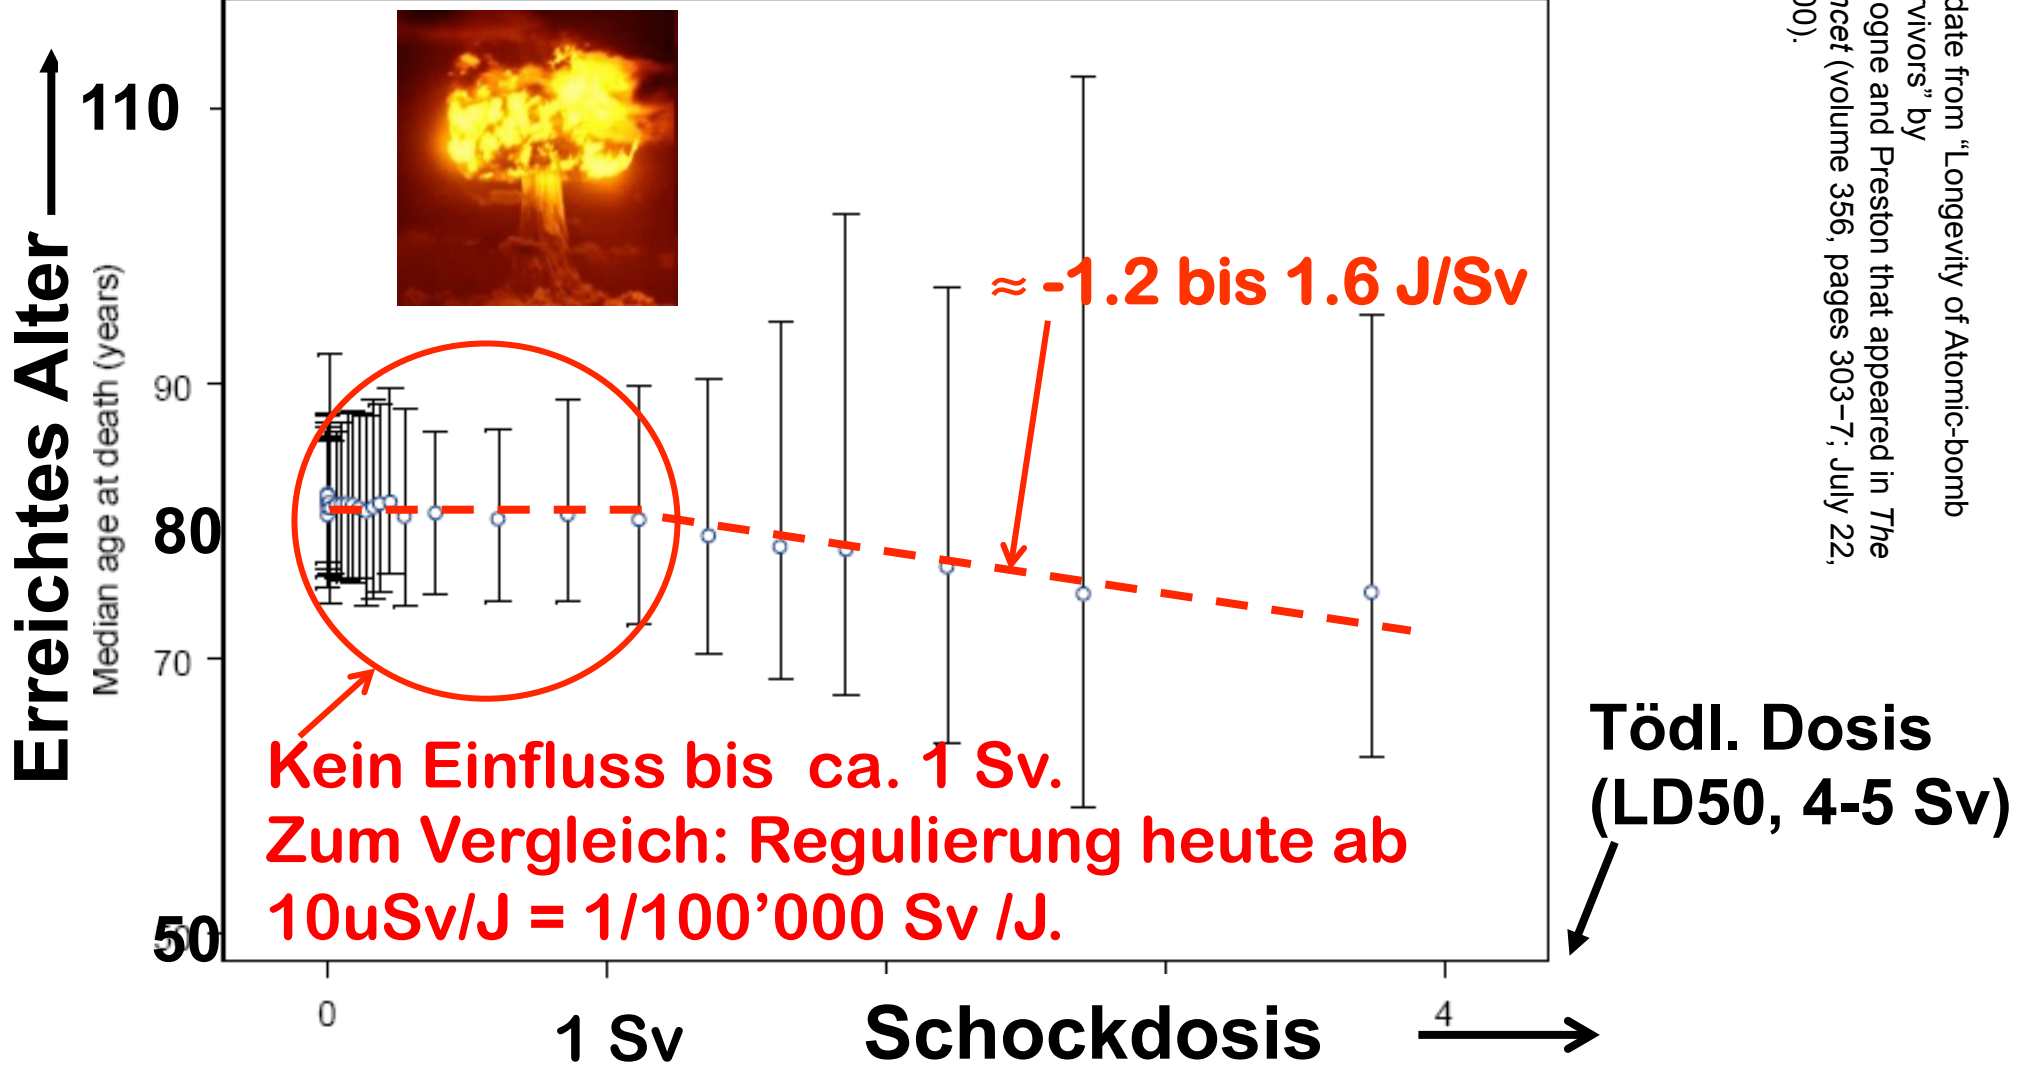 Erreichtes Alter
Median age at death (years)
110
90
80
70
50
≈ -1.2 bis 1.6 J/Sv
Kein Einfluss bis ca. 1 Sv.
Zum Vergleich: Regulierung heute ab
10uSv/J = 1/100’000 Sv /J.
0
1 Sv
Schockdosis
4
Tödl. Dosis
(LD50, 4-5 Sv)
date from “Longevity of Atomic-bomb
rvivors” by
ogne and Preston that appeared in The
ncet (volume 356, pages 303–7; July 22,
00).